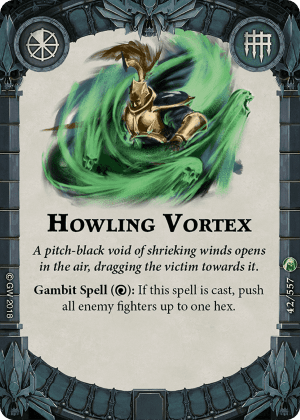 HOWLING VORTEX
A pitch-black void of shrieking winds opens
in the air, dragging the victim towards it.
Gambit Spell (): If this spell is cast, push
all enemy fighters up to one hex.
© GW 2018
42/557